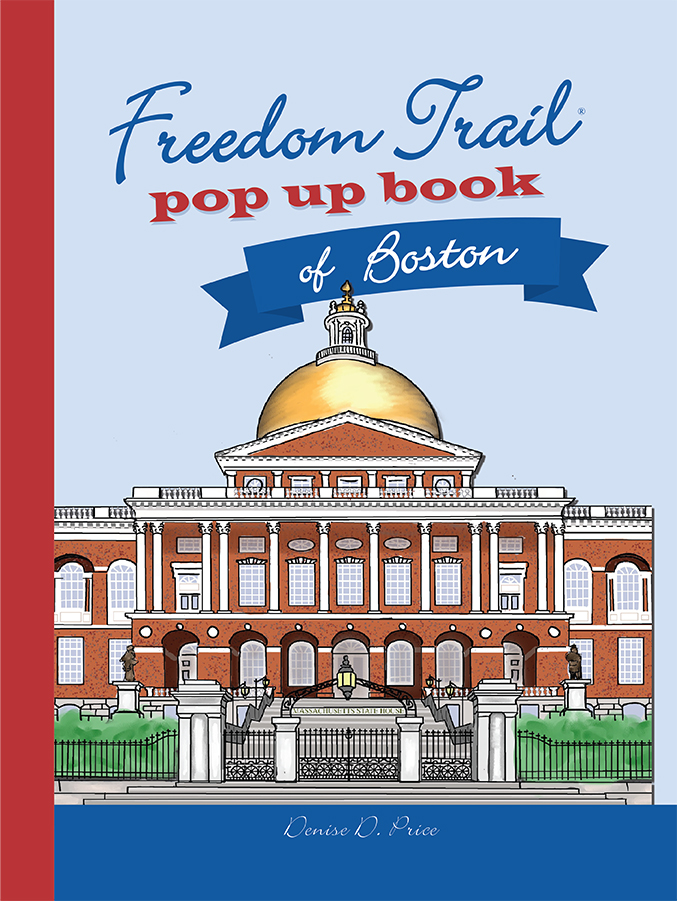 Freedom Trail®
pop up book
of Boston
MASSACHUSETTS STATE HOUSE
Denise D. Price